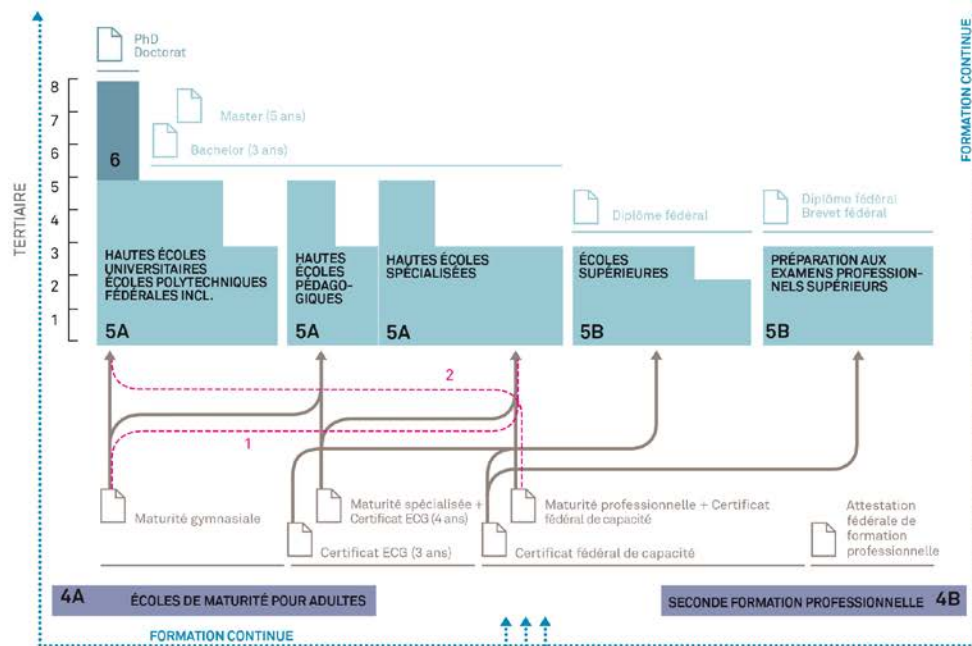 PhD
Doctorat
8
7
6
5
4
3
2
1
TERTIAIRE
Master (5 ans)
Bachelor (3 ans)
6
Diplôme fédéral
Diplôme fédéral
Brevet fédéral
HAUTES ÉCOLES
UNIVERSITAIRES
ÉCOLES POLYTECHNIQUES
FÉDÉRALES INCL.
5A
HAUTES
ÉCOLES
PÉDAGO-
GIQUES
5A
HAUTES ÉCOLES
SPÉCIALISÉES
5A
ÉCOLES
SUPÉRIEURES
5B
PRÉPARATION AUX
EXAMENS PROFESSION-
NELS SUPÉRIEURS
5B
FORMATION CONTINUE
2
1
Maturité gymnasiale
Maturité spécialisée +
Certificat ECG (4 ans)
Certificat ECG (3 ans)
Maturité professionnelle + Certificat
fédéral de capacité
Certificat fédéral de capacité
Attestation
fédérale de
formation
professionnelle
4A ÉCOLES DE MATURITÉ POUR ADULTES
SECONDE FORMATION PROFESSIONNELLE 4B
FORMATION CONTINUE